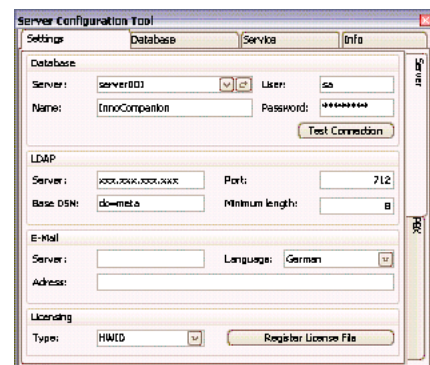 Server Configuration Tool
Settings Database Service Info
Database
Server: server001 User: sa
Name: InnoCompanion Password: *********
Test Connection
LDAP
Server: xxx.xxx.xxx.xxx Port: 712
Base DSN: dc=meta Minimum length: 8
E-Mail
Server: Language: German
Adress:
Licensing
Type: HWID Register License File
Server
PBX